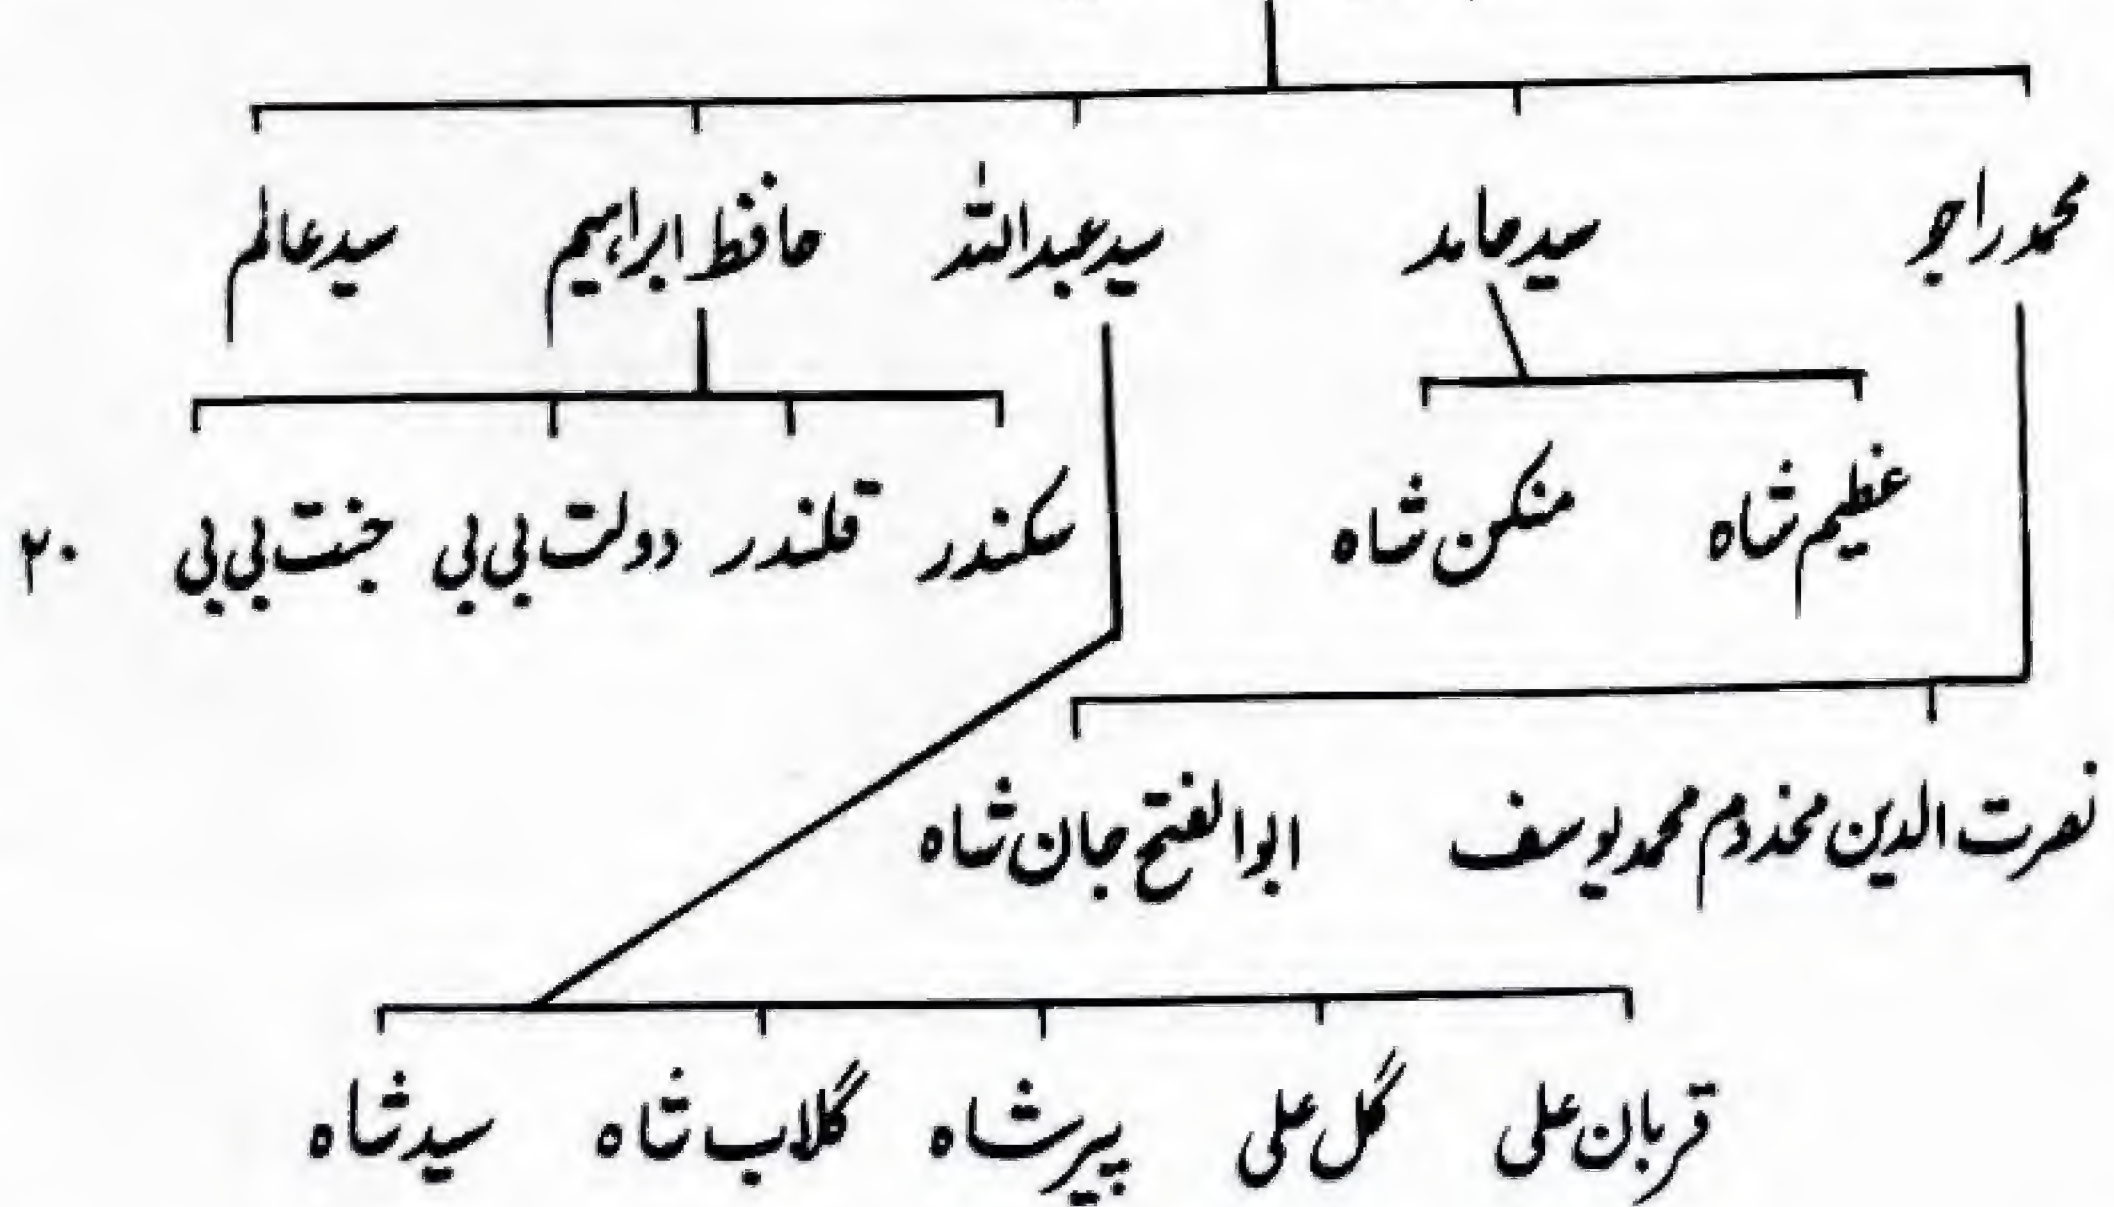 محمد راجو سید حامد سید عبداللہ حافظ ابراہیم سید عالم
عظیم شاہ منکن شاہ سکندر قلندر دولت بی بی جنت بی بی ۲۰
نصرت الدین مخدوم محمد یوسف ابوالفتح جان شاہ
قربان علی گل علی پیر شاہ گلاب شاہ سید شاہ